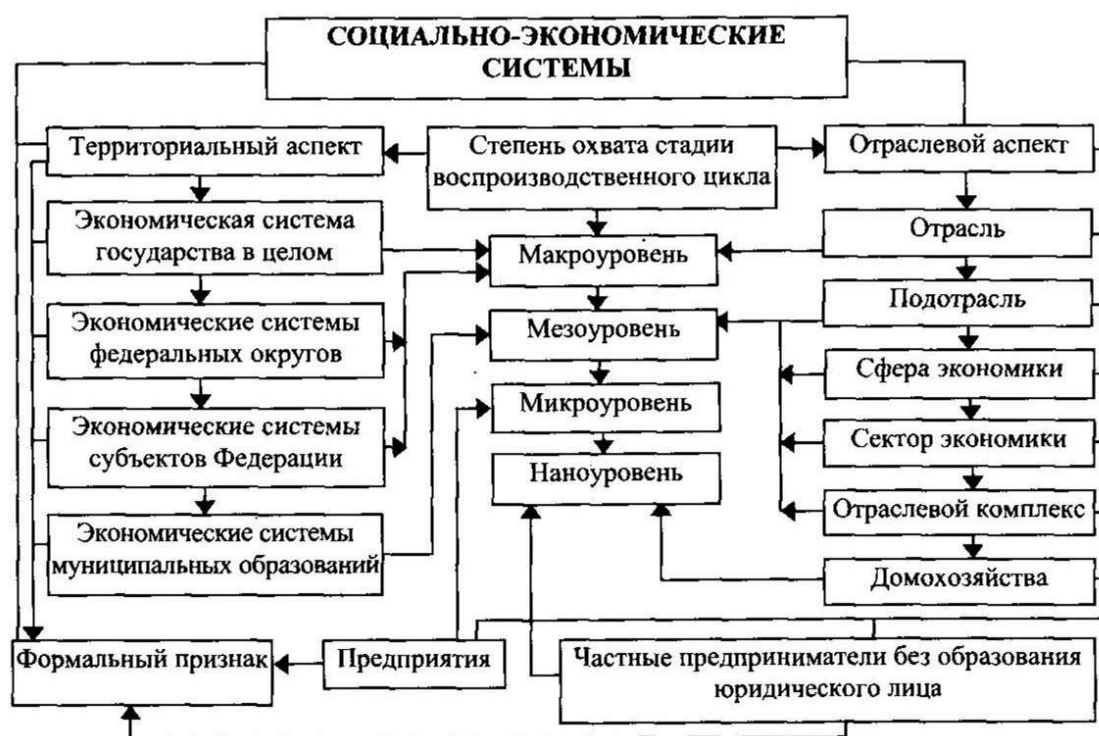 СОЦИАЛЬНО-ЭКОНОМИЧЕСКИЕ
СИСТЕМЫ
Территориальный аспект
Экономическая система
государства в целом
Экономические системы
федеральных округов
Экономические системы
субъектов Федерации
Экономические системы
муниципальных образований
Формальный признак
Степень охвата стадии
воспроизводственного цикла
Макроуровень
Мезоуровень
Микроуровень
Наноуровень
Предприятия
Отраслевой аспект
Отрасль
Подотрасль
Сфера экономики
Сектор экономики
Отраслевой комплекс
Домохозяйства
Частные предприниматели без образования
юридического лица